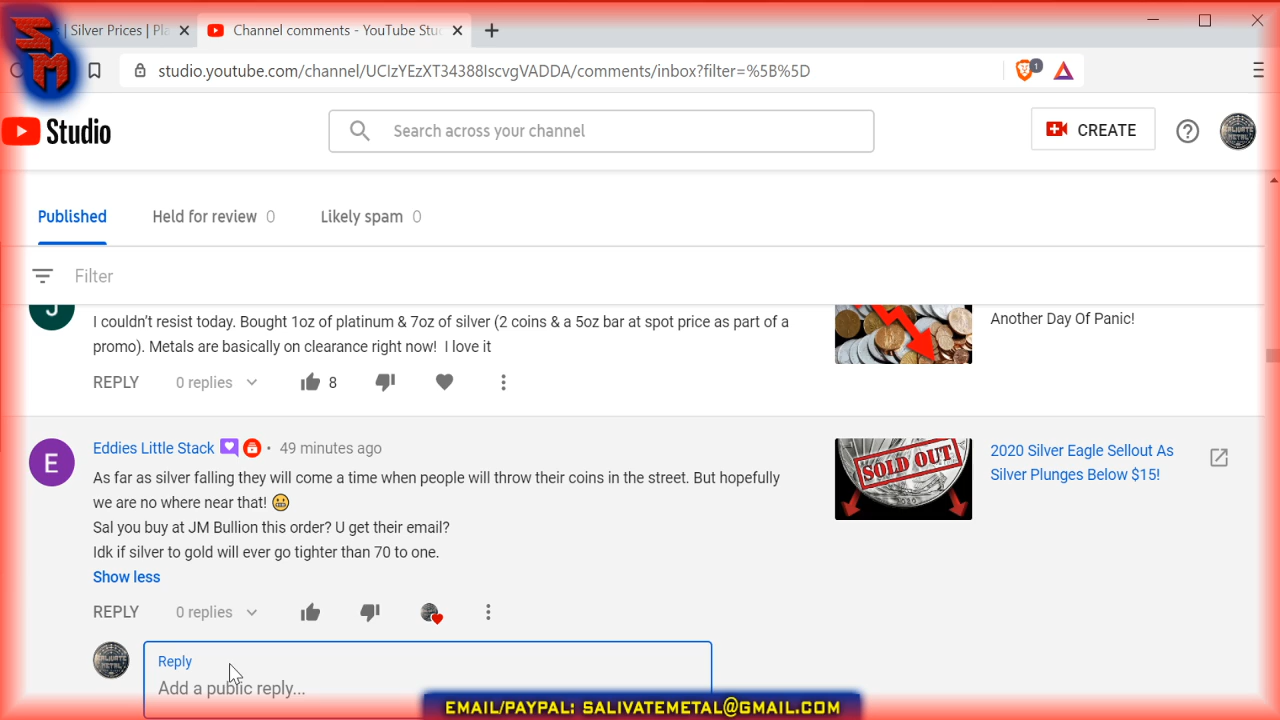 SM
| Silver Prices | Pla
Channel comments - YouTube Stud
studio.youtube.com/channel/UCIzYEzXT34388IscvgVADDA/comments/inbox?filter=%5B%5D
1
Studio
Search across your channel
CREATE
Published
Held for review 0
Likely spam 0
Filter
J
I couldn't resist today. Bought 1oz of platinum & 7oz of silver (2 coins & a 5oz bar at spot price as part of a
promo). Metals are basically on clearance right now! I love it
Another Day Of Panic!
REPLY
0 replies
8
E
Eddies Little Stack
• 49 minutes ago
As far as silver falling they will come a time when people will throw their coins in the street. But hopefully
we are no where near that! 😬
Sal you buy at JM Bullion this order? U get their email?
Idk if silver to gold will ever go tighter than 70 to one.
Show less
SOLD OUT
2020
2020 Silver Eagle Sellout As
Silver Plunges Below $15!
REPLY
0 replies
SALIVATE
METAL
Reply
Add a public reply...
EMAIL/PAYPAL: SALIVATEMETAL@GMAIL.COM